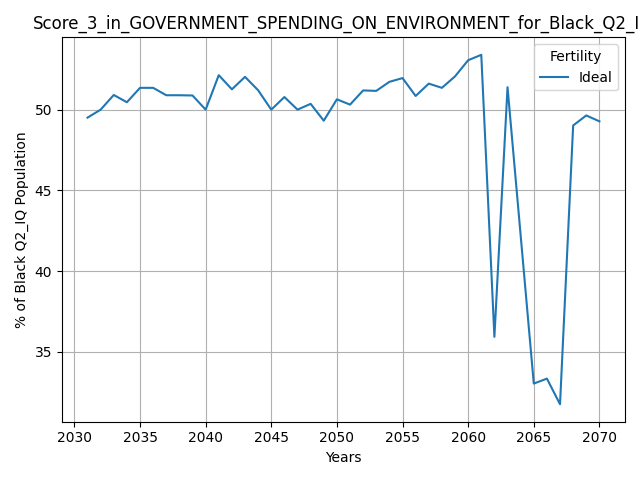 Score_3_in_GOVERNMENT_SPENDING_ON_ENVIRONMENT_for_Black_Q2_I
Fertility
Ideal
% of Black Q2_IQ Population
50
45
40
35
2030 2035 2040 2045 2050 2055 2060 2065 2070
Years